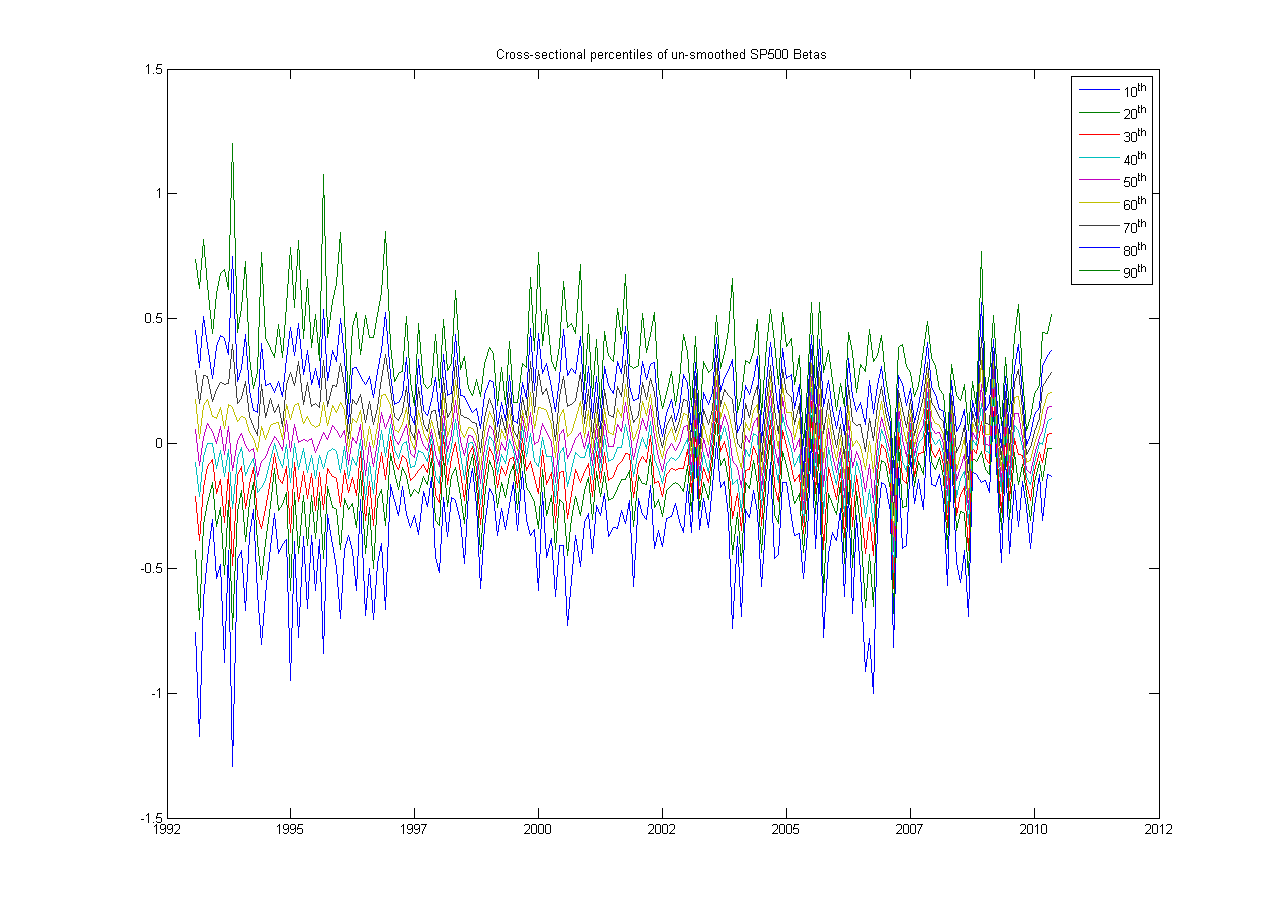 Cross-sectional percentiles of un-smoothed SP500 Betas
1.5
1
0.5
0
-0.5
-1
-1.5
1992 1995 1997 2000 2002 2005 2007 2010 2012
10th
20th
30th
40th
50th
60th
70th
80th
90th